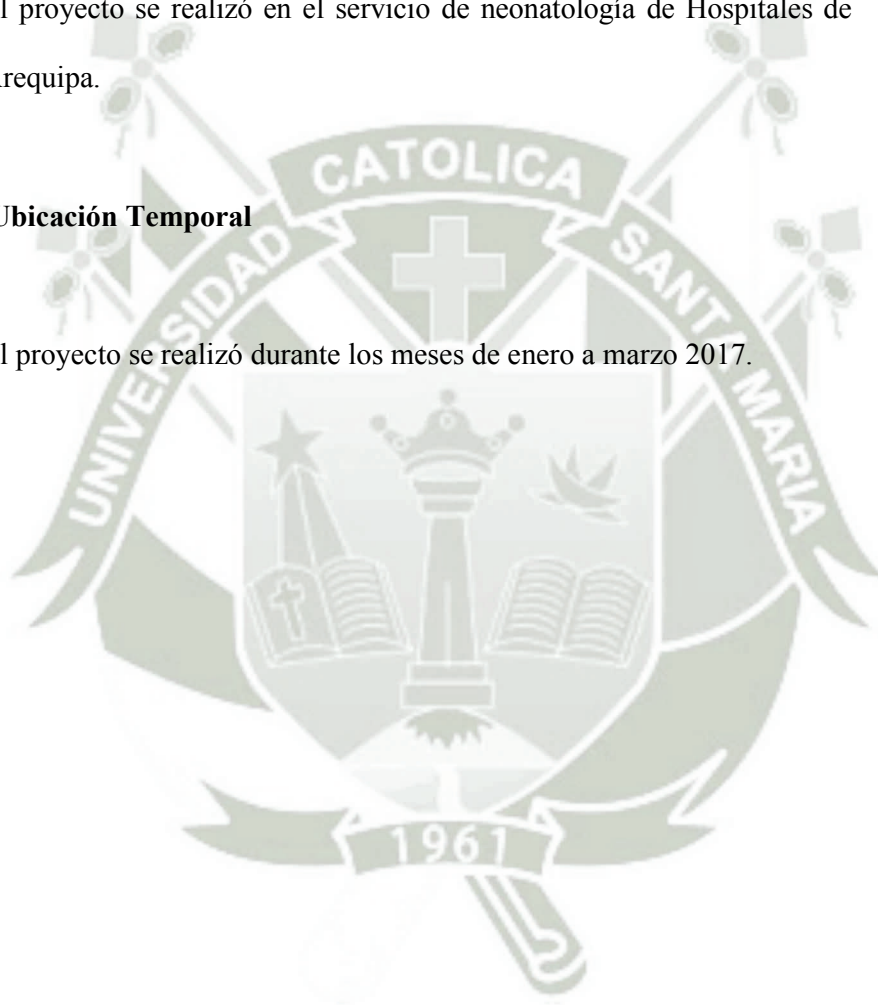 l proyecto se realizó en el servicio de neonatología de Hospitales de
requipa.
Ubicación Temporal
l proyecto se realizó durante los meses de enero a marzo 2017.
UNIVERSIDAD CATOLICA SANTA MARIA
1961